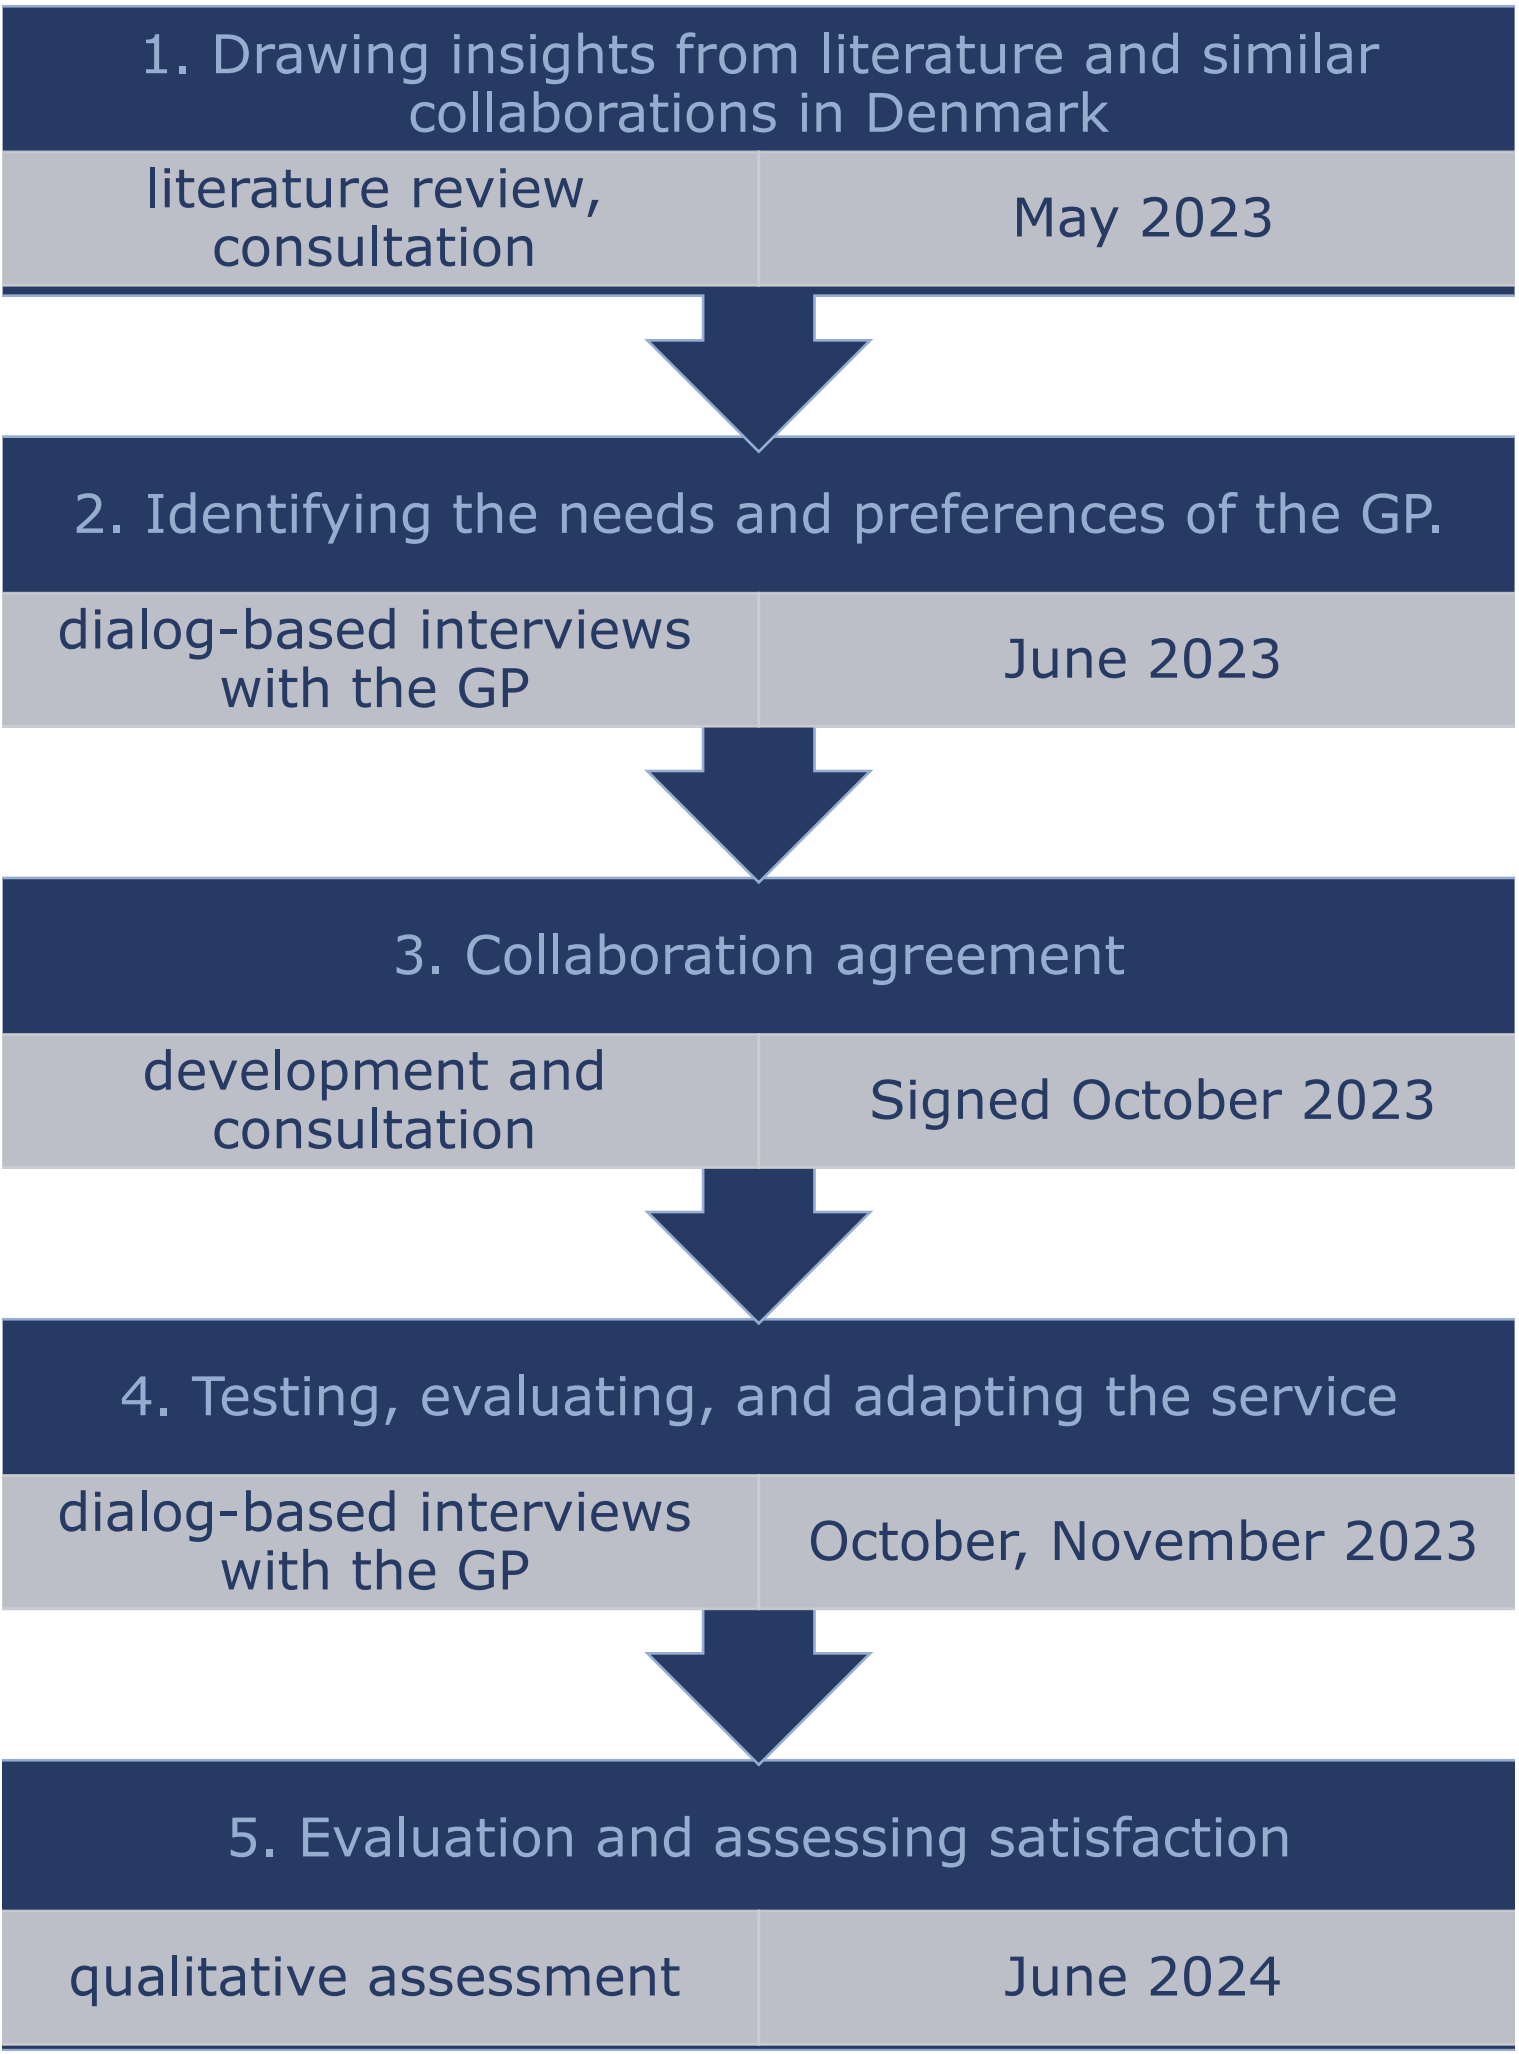 1. Drawing insights from literature and similar
collaborations in Denmark
literature review,
consultation
May 2023
2. Identifying the needs and preferences of the GP.
dialog-based interviews
with the GP
June 2023
3. Collaboration agreement
development and
consultation
Signed October 2023
4. Testing, evaluating, and adapting the service
dialog-based interviews
with the GP
October, November 2023
5. Evaluation and assessing satisfaction
qualitative assessment
June 2024